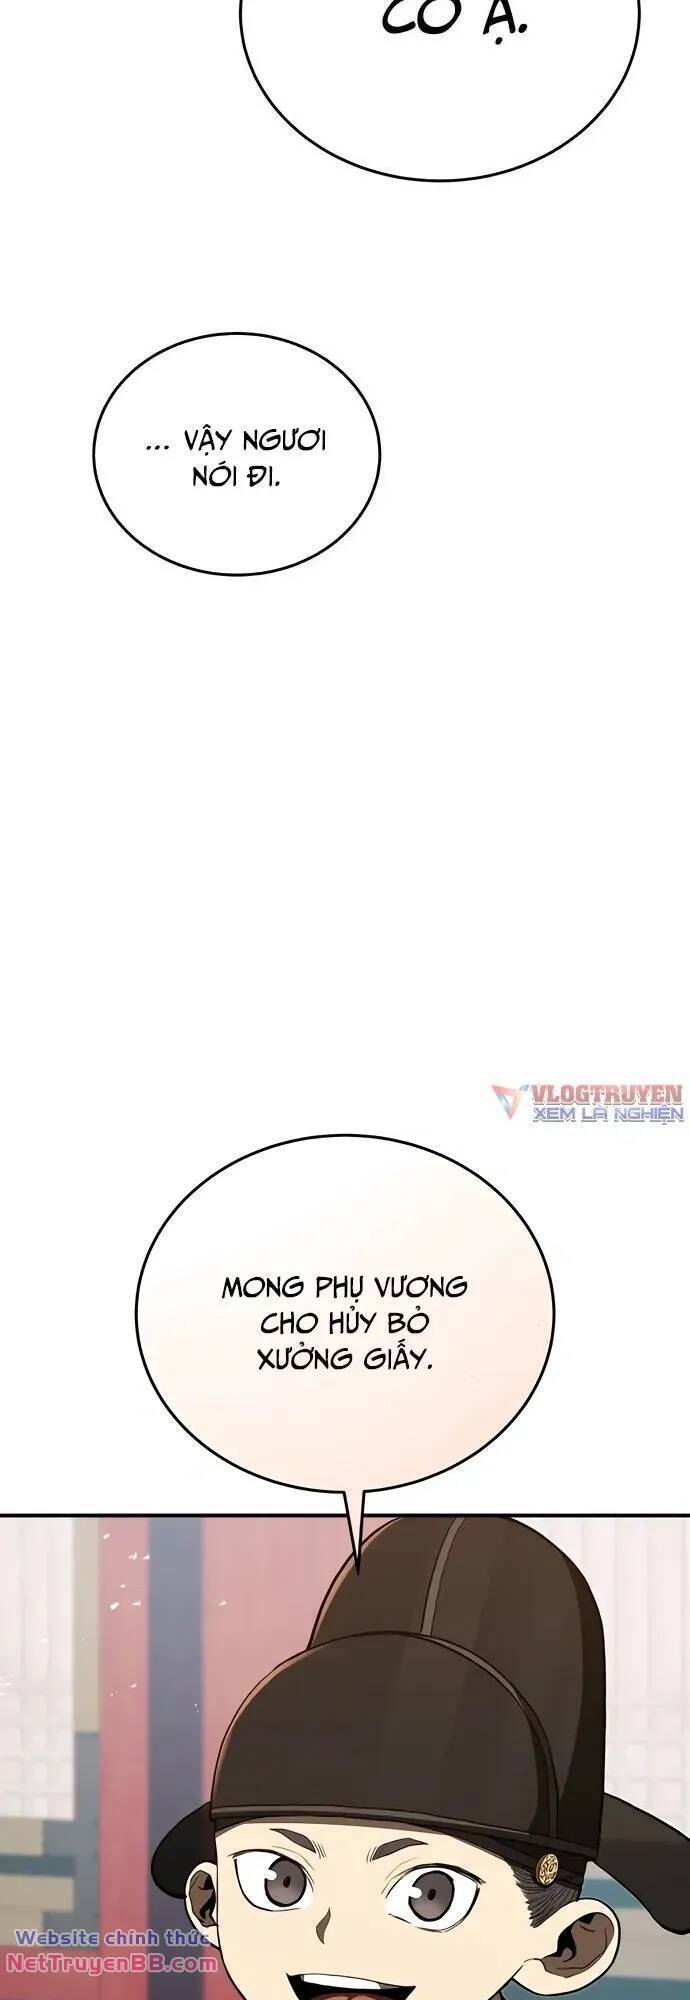 CÓ Ạ.
... VẬY NGƯƠI
NÓI ĐI.
VLOGTRUYEN
XEM LÀ NGHIỆN
MONG PHỤ VƯƠNG
CHO HỦY BỎ
XƯỞNG GIẤY.
Website chính thức
NetTruyenBB.com